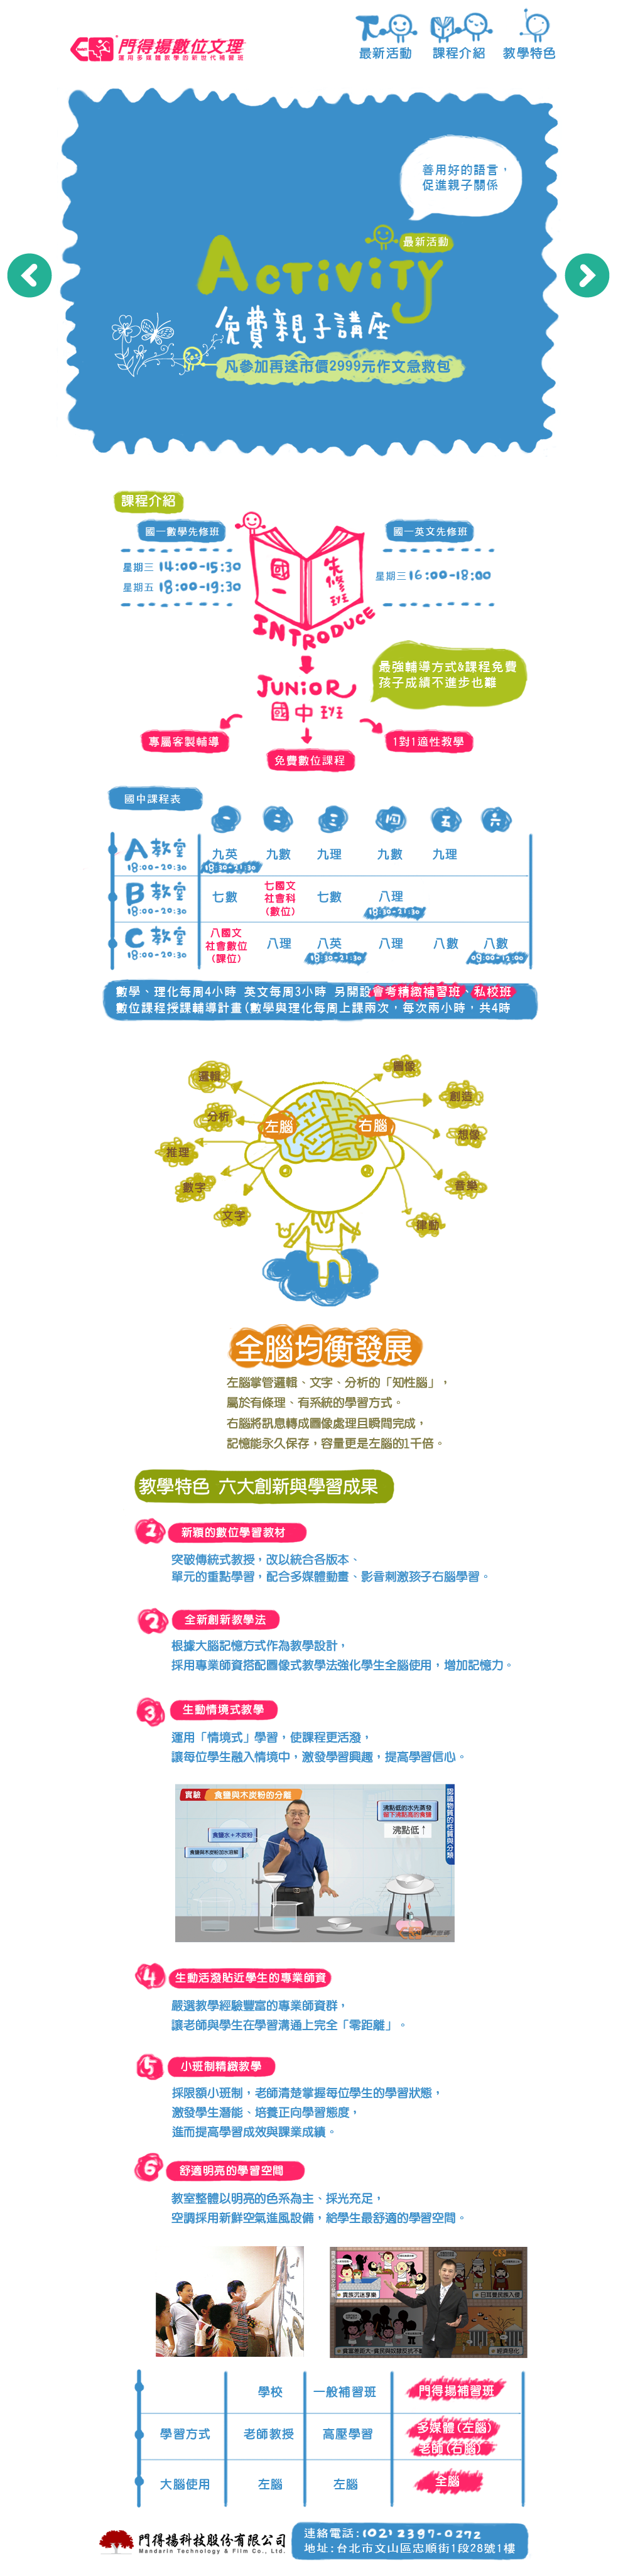 門得揚數位文理
運用多媒體教學的新世代補習班
最新活動
課程介紹
教學特色
善用好的語言，
促進親子關係
最新活動
Activity
免費親子講座
凡參加再送市價2999元作文急救包
課程介紹
國一數學先修班
星期三 14:00-15:30
星期五 18:00-19:30
國一
先修班
INTRODUCE
國一英文先修班
星期三 16:00-18:00
最強輔導方式&課程免費
孩子成績不進步也難
JUNIOR
國中班
專屬客製輔導
免費數位課程
1對1適性教學
國中課程表
一 二 三 四 五 六
A教室 九英 九數 九理 九數 九理
18:00-20:30 18:30-21:30
B教室 七數 七國文 社會科 (數位) 七數 八理
18:00-20:30 18:30-21:30
C教室 八國文 社會數位 (課位) 八理 八英 八理 八數 八數
18:00-20:30 18:30-21:30 09:00-12:00
數學、理化每周4小時 英文每周3小時 另開設會考精緻補習班、私校班
數位課程授課輔導計畫(數學與理化每周上課兩次，每次兩小時，共4時
邏輯
分析
推理
數字
文字
左腦
右腦
圖像
創造
想像
音樂
律動
全腦均衡發展
左腦掌管邏輯、文字、分析的「知性腦」，
屬於有條理、有系統的學習方式。
右腦將訊息轉成圖像處理且瞬間完成，
記憶能永久保存，容量更是左腦的1千倍。
教學特色 六大創新與學習成果
1 新穎的數位學習教材
突破傳統式教授，改以統合各版本、
單元的重點學習，配合多媒體動畫、影音刺激孩子右腦學習。
2 全新創新教學法
根據大腦記憶方式作為教學設計，
採用專業師資搭配圖像式教學法強化學生全腦使用，增加記憶力。
3 生動情境式教學
運用「情境式」學習，使課程更活潑，
讓每位學生融入情境中，激發學習興趣，提高學習信心。
實驗 食鹽與木炭粉的分離
食鹽水+木炭粉
食鹽與木炭粉加水溶解
沸點低的水先蒸發
留下沸點高的食鹽
沸點低↑
認識物質的性質與分類
4 生動活潑貼近學生的專業師資
嚴選教學經驗豐富的專業師資群，
讓老師與學生在學習溝通上完全「零距離」。
5 小班制精緻教學
採限額小班制，老師清楚掌握每位學生的學習狀態，
激發學生潛能、培養正向學習態度，
進而提高學習成效與課業成績。
6 舒適明亮的學習空間
教室整體以明亮的色系為主、採光充足，
空調採用新鮮空氣進風設備，給學生最舒適的學習空間。
貴族沉迷享樂
日耳曼民族入侵
經濟惡化
學校 一般補習班 門得揚補習班
學習方式 老師教授 高壓學習 多媒體(左腦)
老師(右腦)
大腦使用 左腦 左腦 全腦
門得揚科技股份有限公司
Mandarin Technology & Film Co., Ltd.
連絡電話:(02)2397-0272
地址:台北市文山區忠順街1段28號1樓